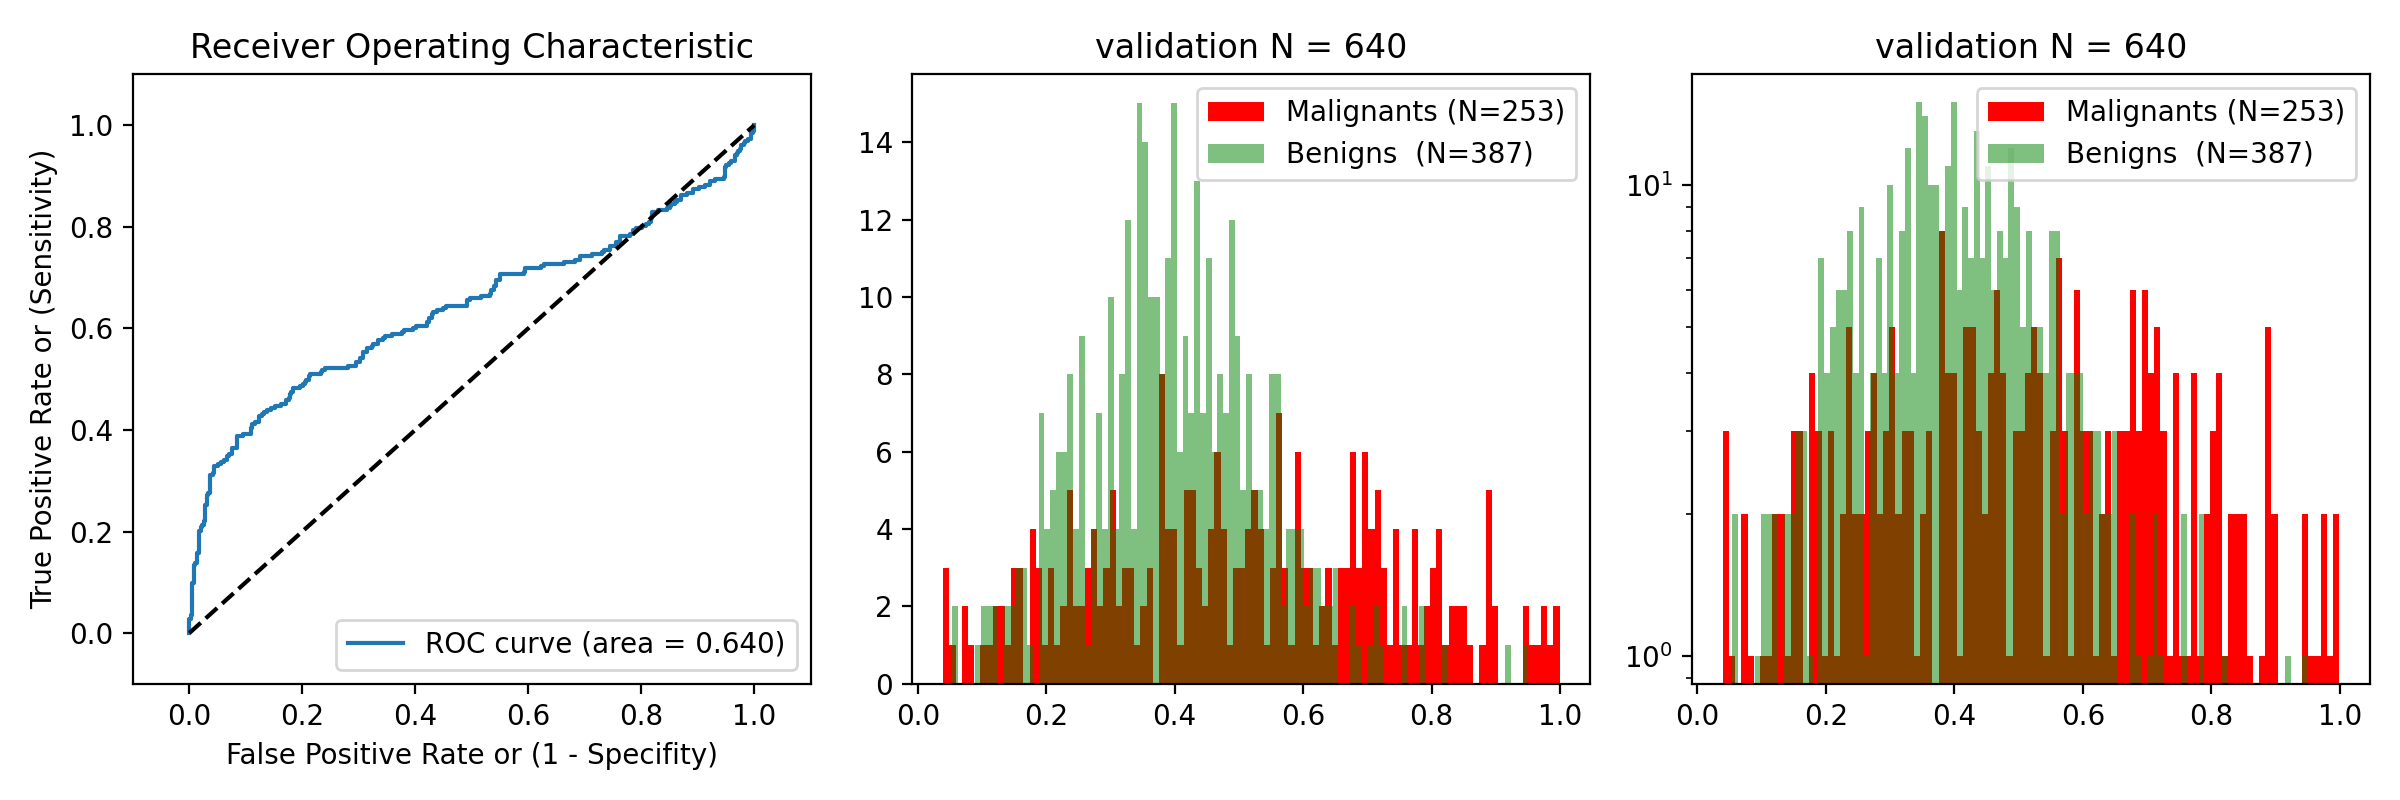 Receiver Operating Characteristic
True Positive Rate or (Sensitivity)
1.0
0.8
0.6
0.4
0.2
0.0
ROC curve (area = 0.640)
0.0 0.2 0.4 0.6 0.8 1.0
False Positive Rate or (1 - Specifity)
validation N = 640
Malignants (N=253)
Benigns (N=387)
14
12
10
8
6
4
2
0
0.0 0.2 0.4 0.6 0.8 1.0
validation N = 640
Malignants (N=253)
Benigns (N=387)
10¹
10⁰
0.0 0.2 0.4 0.6 0.8 1.0